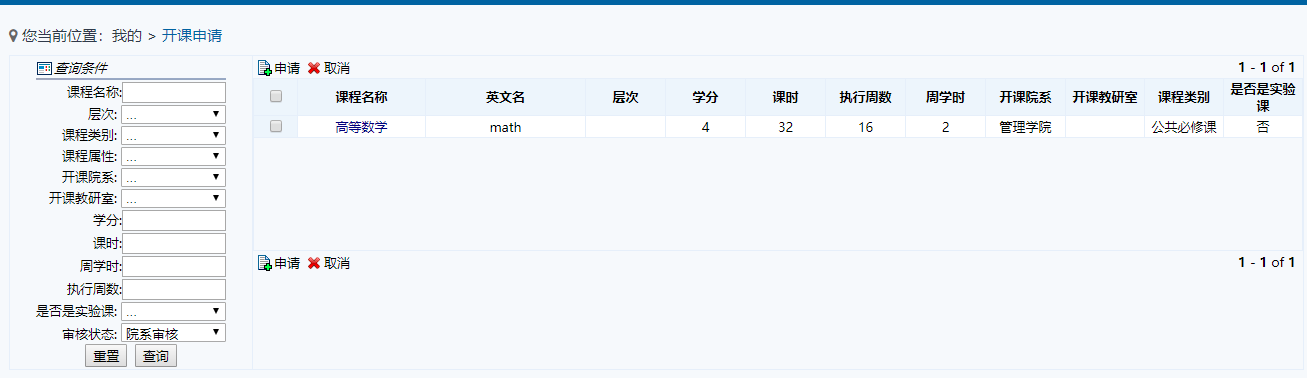 您当前位置：我的 > 开课申请
查询条件
课程名称:
层次: ...
课程类别: ...
课程属性: ...
开课院系: ...
开课教研室: ...
学分:
课时:
周学时:
执行周数:
是否是实验课: ...
审核状态: 院系审核
重置 查询
申请 取消 1 - 1 of 1
课程名称 英文名 层次 学分 课时 执行周数 周学时 开课院系 开课教研室 课程类别 是否是实验
课
高等数学 math 4 32 16 2 管理学院 公共必修课 否
申请 取消 1 - 1 of 1